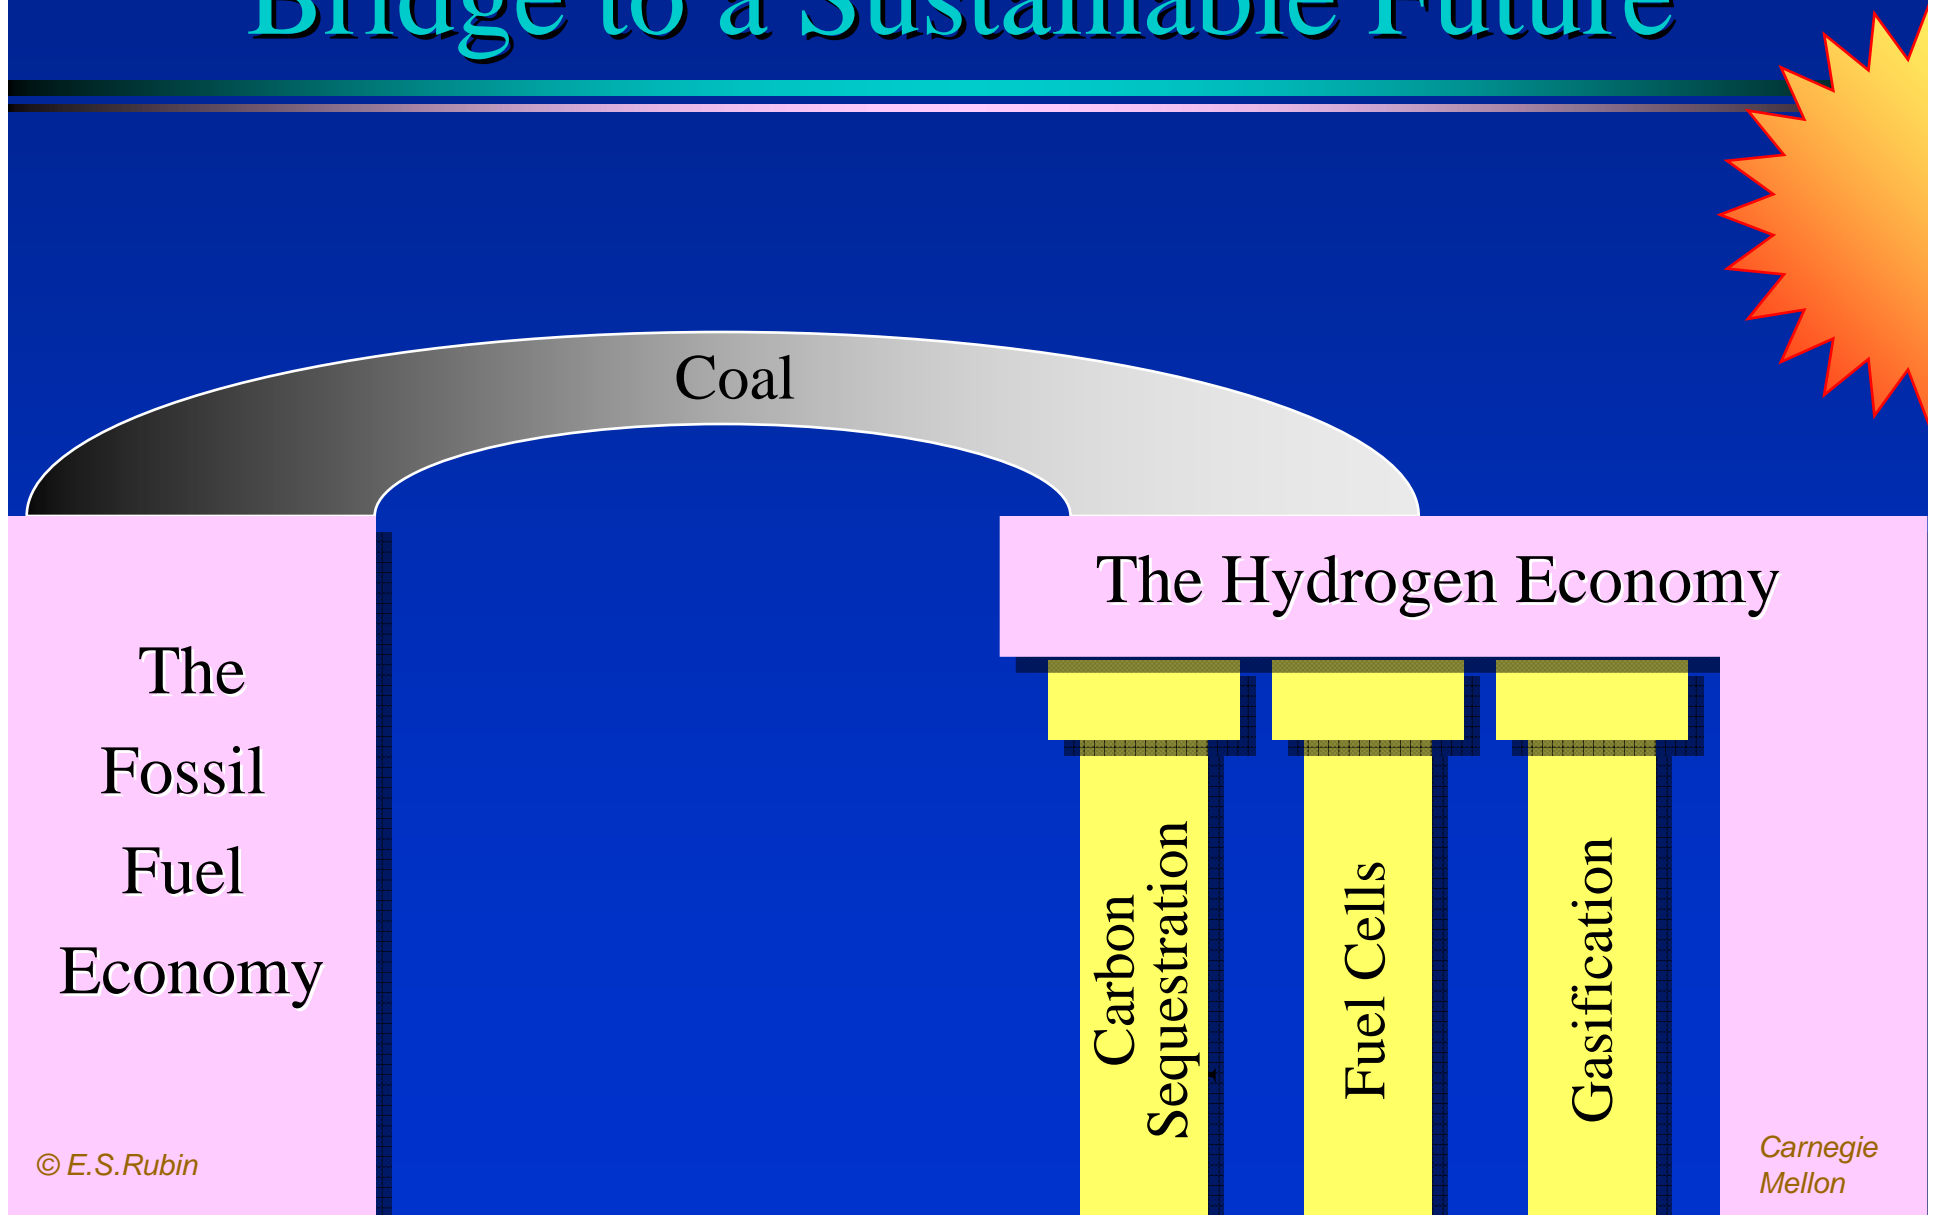 Bridge to a Sustainable Future
Coal
The Hydrogen Economy
The
Fossil
Fuel
Economy
Carbon
Sequestration
Fuel Cells
Gasification
© E.S.Rubin
Carnegie
Mellon